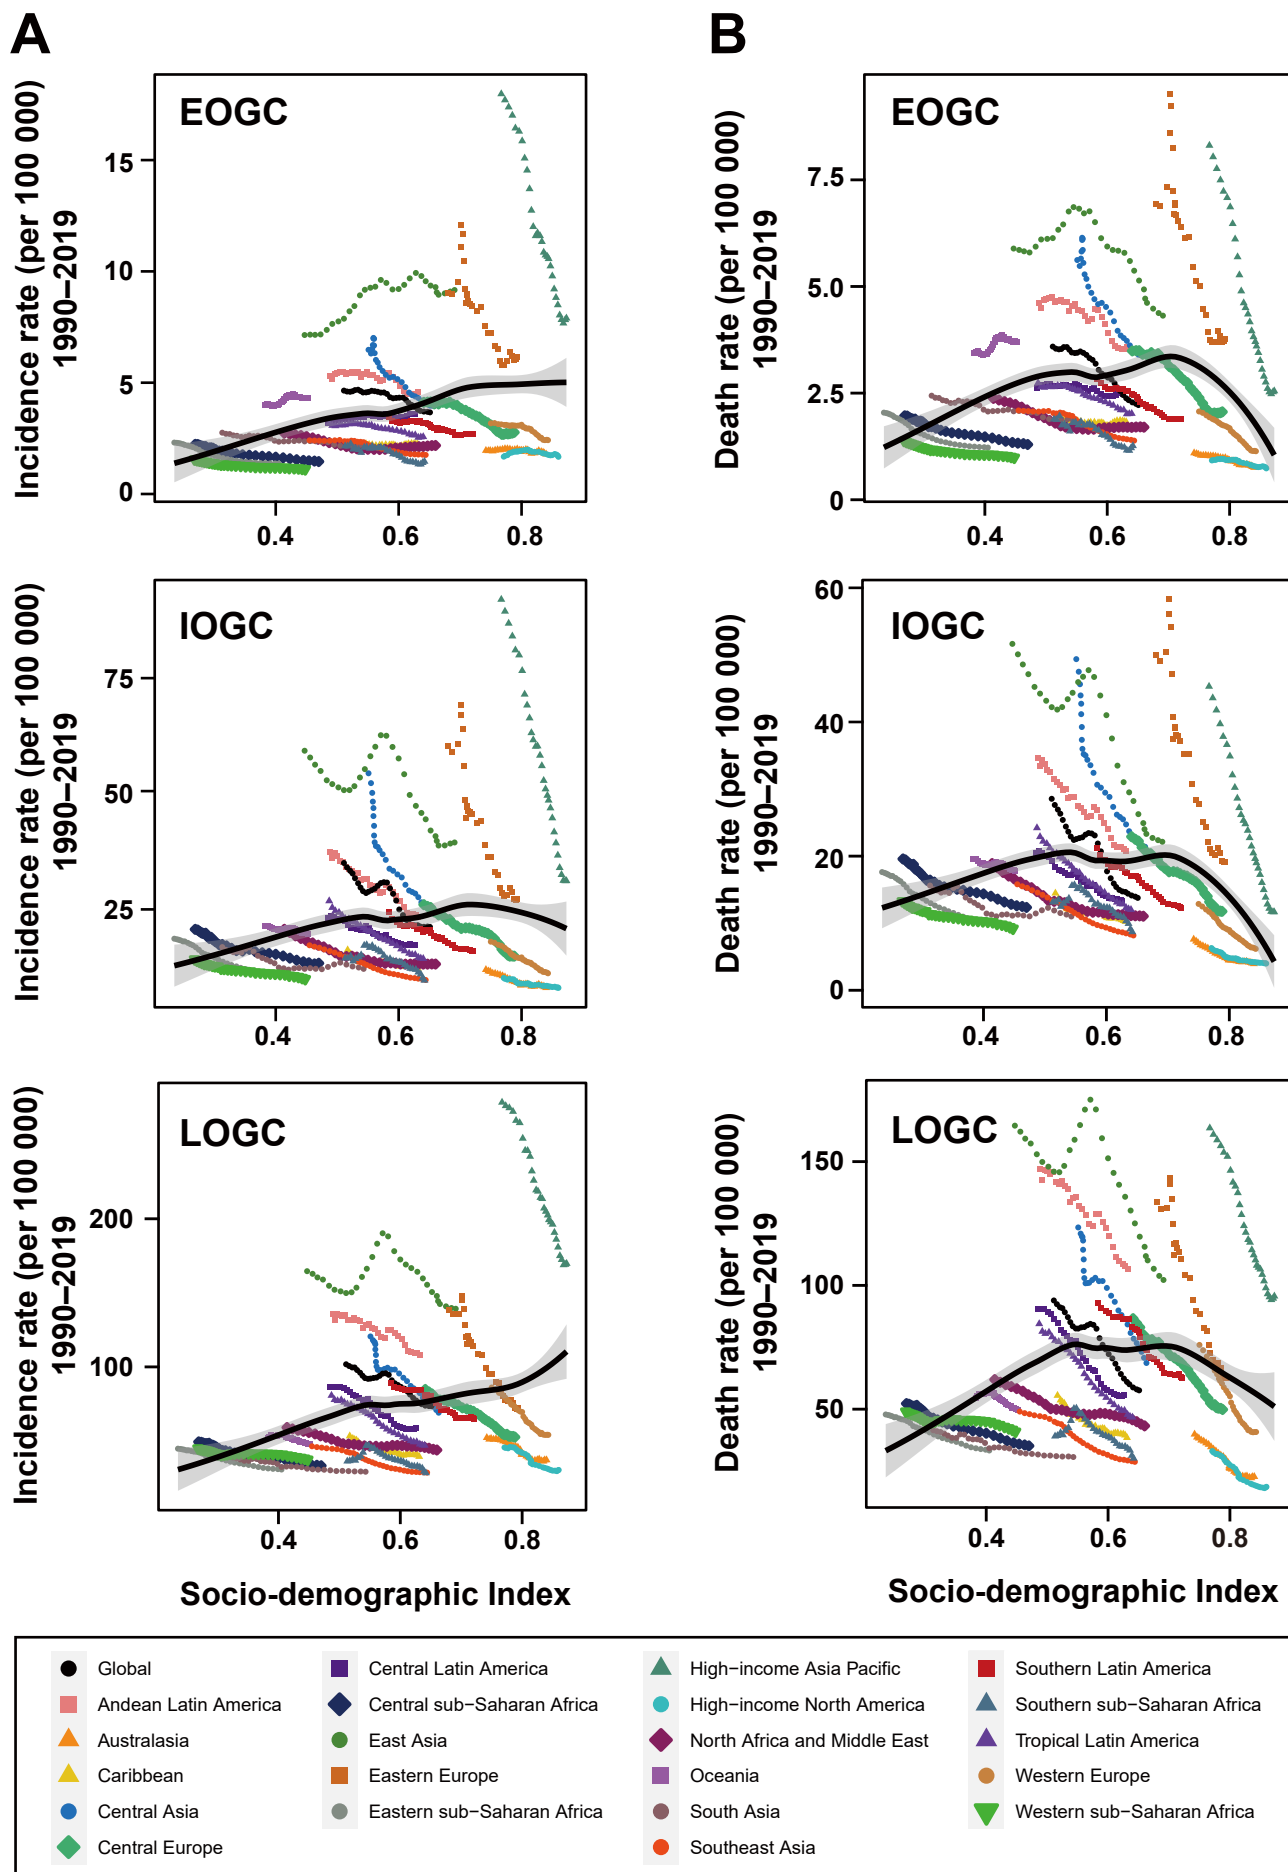 A
B
EOGC
Incidence rate (per 100 000)
1990–2019
15
10
5
0
0.4 0.6 0.8
EOGC
Death rate (per 100 000)
1990–2019
7.5
5.0
2.5
0
0.4 0.6 0.8
IOGC
Incidence rate (per 100 000)
1990–2019
75
50
25
0.4 0.6 0.8
IOGC
Death rate (per 100 000)
1990–2019
60
40
20
0
0.4 0.6 0.8
LOGC
Incidence rate (per 100 000)
1990–2019
200
100
0.4 0.6 0.8
Socio-demographic Index
LOGC
Death rate (per 100 000)
1990–2019
150
100
50
0.4 0.6 0.8
Socio-demographic Index
Global
Andean Latin America
Australasia
Caribbean
Central Asia
Central Europe
Central Latin America
Central sub−Saharan Africa
East Asia
Eastern Europe
Eastern sub−Saharan Africa
High−income Asia Pacific
High−income North America
North Africa and Middle East
Oceania
South Asia
Southeast Asia
Southern Latin America
Southern sub−Saharan Africa
Tropical Latin America
Western Europe
Western sub−Saharan Africa